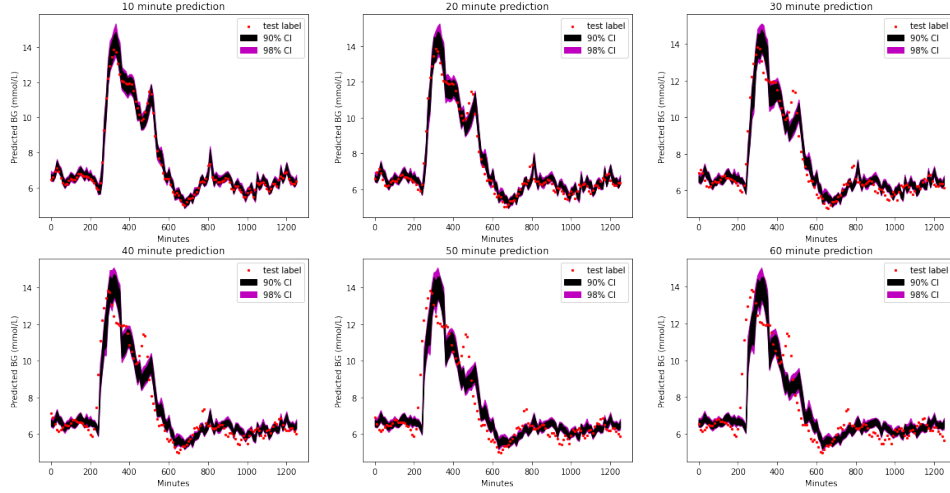 10 minute prediction
Predicted BG (mmol/L)
14
12
10
8
6
0 200 400 600 800 1000 1200
Minutes
test label
90% CI
98% CI
20 minute prediction
Predicted BG (mmol/L)
14
12
10
8
6
0 200 400 600 800 1000 1200
Minutes
test label
90% CI
98% CI
30 minute prediction
Predicted BG (mmol/L)
14
12
10
8
6
0 200 400 600 800 1000 1200
Minutes
test label
90% CI
98% CI
40 minute prediction
Predicted BG (mmol/L)
14
12
10
8
6
0 200 400 600 800 1000 1200
Minutes
test label
90% CI
98% CI
50 minute prediction
Predicted BG (mmol/L)
14
12
10
8
6
0 200 400 600 800 1000 1200
Minutes
test label
90% CI
98% CI
60 minute prediction
Predicted BG (mmol/L)
14
12
10
8
6
0 200 400 600 800 1000 1200
Minutes
test label
90% CI
98% CI